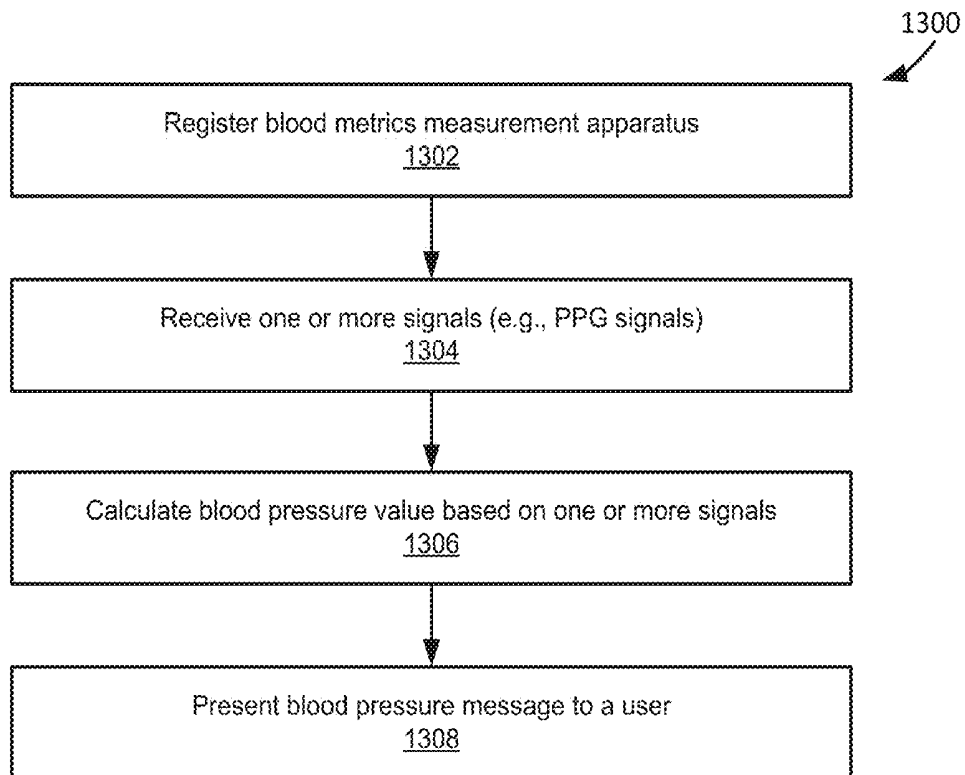 1300
Register blood metrics measurement apparatus
1302
Receive one or more signals (e.g., PPG signals)
1304
Calculate blood pressure value based on one or more signals
1306
Present blood pressure message to a user
1308